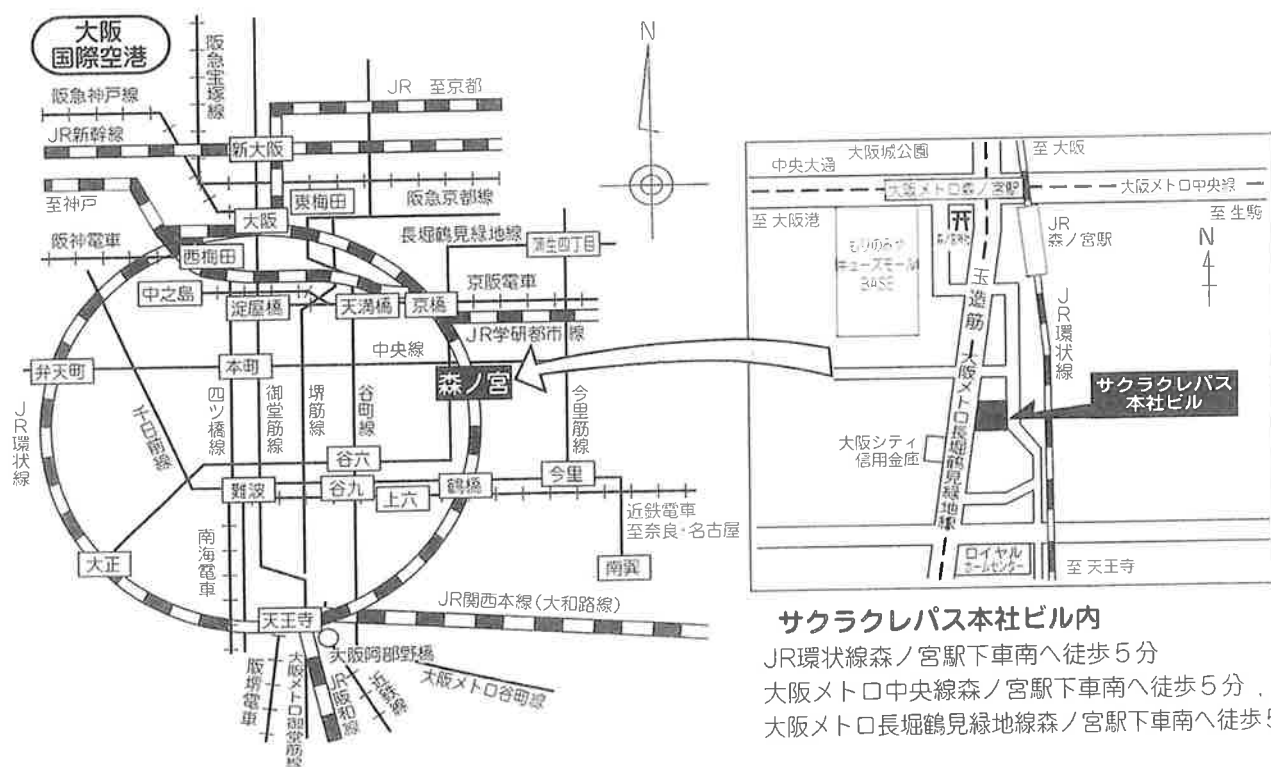 大阪
国際空港
阪急宝塚線
阪急神戸線
JR新幹線
至神戸
阪神電車
JR 至京都
新大阪
東梅田
阪急京都線
大阪
長堀鶴見緑地線
蒲生四丁目
西梅田
中之島
淀屋橋
天満橋
京橋
京阪電車
JR学研都市線
中央線
弁天町
本町
森ノ宮
JR環状線
千日前線
四ツ橋線
御堂筋線
堺筋線
谷町線
今里筋線
谷六
難波
谷九
上六
鶴橋
今里
近鉄電車
至奈良・名古屋
大正
南海電車
南巽
天王寺
JR関西本線(大和路線)
大阪阿部野橋
大阪メトロ谷町線
阪堺電車
大阪メトロ御堂筋線
JR阪和線
近鉄線
N
中央大通
大阪城公園
至 大阪
大阪メトロ森ノ宮駅
大阪メトロ中央線
至 大阪港
至 生駒
もりのみや
キューズモール
BASE
JR
森ノ宮駅
N
玉造筋
JR環状線
大阪メトロ長堀鶴見緑地線
サクラクレパス
本社ビル
大阪シティ
信用金庫
ロイヤル
ホームセンター
至 天王寺
サクラクレパス本社ビル内
JR環状線森ノ宮駅下車南へ徒歩5分
大阪メトロ中央線森ノ宮駅下車南へ徒歩5分
大阪メトロ長堀鶴見緑地線森ノ宮駅下車南へ徒歩5